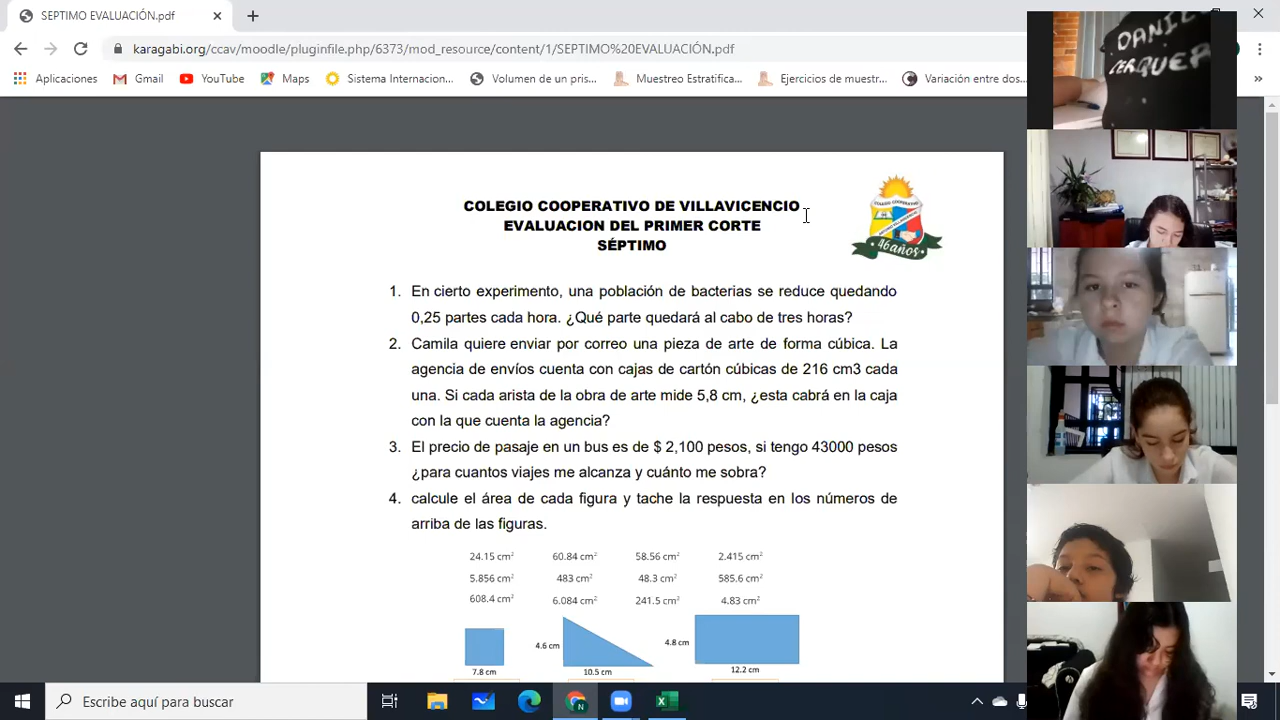 SEPTIMO EVALUACIÓN.pdf
karagabi.org/ccav/moodle/pluginfile.php/6373/mod_resource/content/1/SEPTIMO%20EVALUACIÓN.pdf
Aplicaciones Gmail YouTube Maps Sistema Internacion... Volumen de un pris... Muestreo Estratifica... Ejercicios de muestr... Variación entre dos...
COLEGIO COOPERATIVO DE VILLAVICENCIO
EVALUACION DEL PRIMER CORTE
SÉPTIMO
46 años
1. En cierto experimento, una población de bacterias se reduce quedando
0,25 partes cada hora. ¿Qué parte quedará al cabo de tres horas?
2. Camila quiere enviar por correo una pieza de arte de forma cúbica. La
agencia de envíos cuenta con cajas de cartón cúbicas de 216 cm3 cada
una. Si cada arista de la obra de arte mide 5,8 cm, ¿esta cabrá en la caja
con la que cuenta la agencia?
3. El precio de pasaje en un bus es de $ 2,100 pesos, si tengo 43000 pesos
¿para cuantos viajes me alcanza y cuánto me sobra?
4. calcule el área de cada figura y tache la respuesta en los números de
arriba de las figuras.
24.15 cm² 60.84 cm² 58.56 cm² 2.415 cm²
5.856 cm² 483 cm² 48.3 cm² 585.6 cm²
608.4 cm² 6.084 cm² 241.5 cm² 4.83 cm²
4.6 cm 4.8 cm
7.8 cm 10.5 cm 12.2 cm
Escribe aquí para buscar
DANIEL